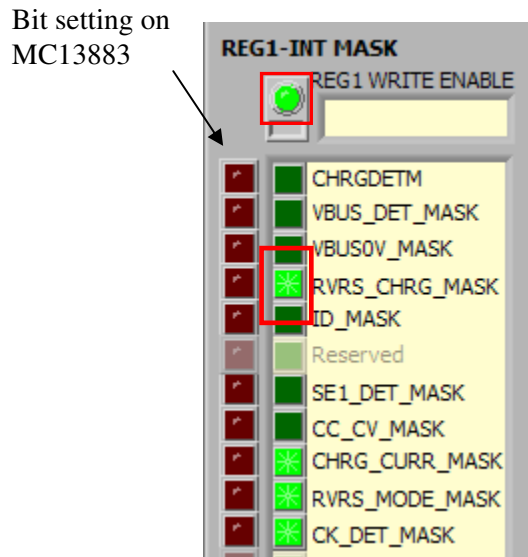 Bit setting on
MC13883
REG1-INT MASK
REG1 WRITE ENABLE
CHRGDETM
VBUS_DET_MASK
VBUS0V_MASK
RVRS_CHRG_MASK
ID_MASK
Reserved
SE1_DET_MASK
CC_CV_MASK
CHRG_CURR_MASK
RVRS_MODE_MASK
CK_DET_MASK